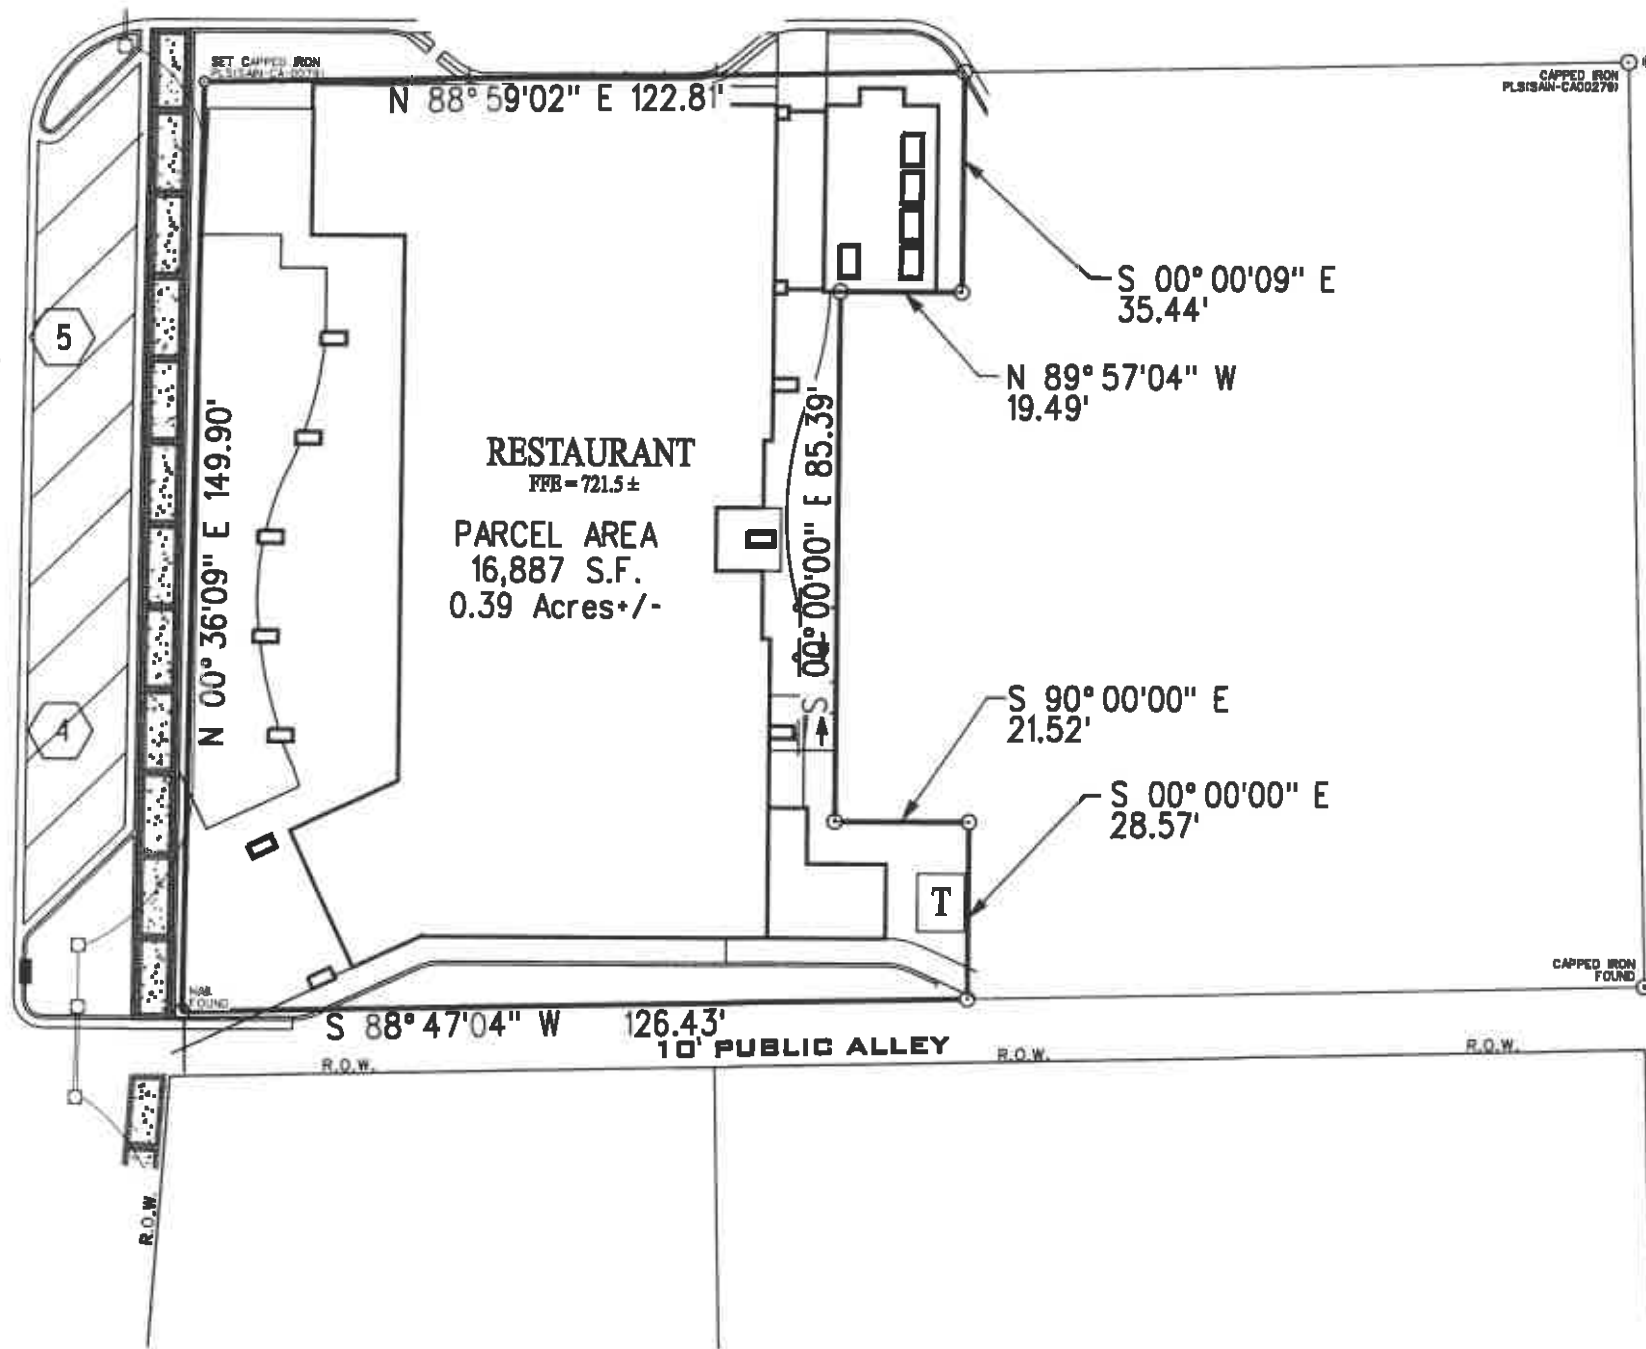 SET CAPPED IRON
N 88°59'02" E 122.81'
CAPPED IRON
PLS(SAIN-CA00279)
S 00°00'09" E
35.44'
5
N 89°57'04" W
19.49'
N 00°36'09" E 149.90'
RESTAURANT
FFE = 721.5 ±
PARCEL AREA
16,887 S.F.
0.39 Acres+/-
S 00°00'00" E 85.39'
S 90°00'00" E
21.52'
4
S 00°00'00" E
28.57'
T
CAPPED IRON
FOUND
NAIL
FOUND
S 88°47'04" W 126.43'
10' PUBLIC ALLEY
R.O.W.
R.O.W.
R.O.W.
R.O.W.